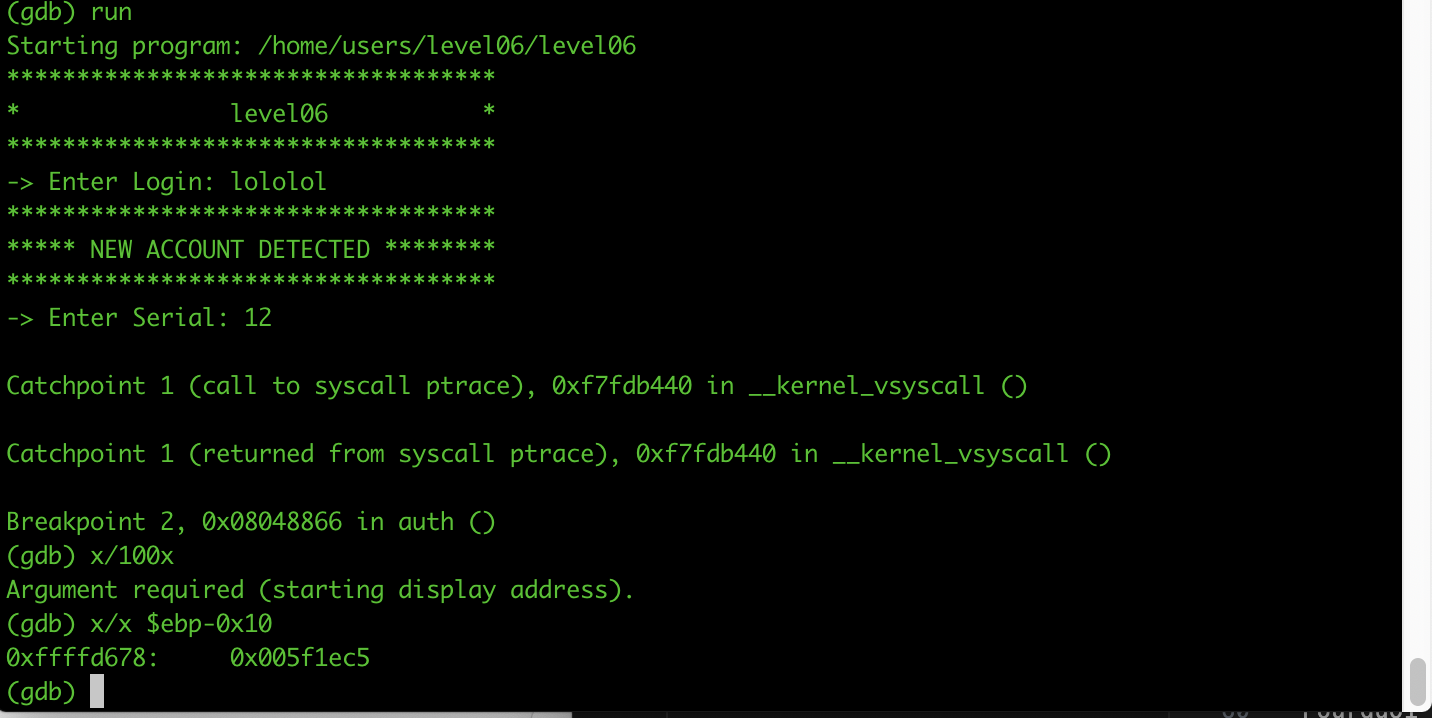 (gdb) run
Starting program: /home/users/level06/level06
***********************************
*               level06           *
***********************************
-> Enter Login: lololol
***********************************
***** NEW ACCOUNT DETECTED ********
***********************************
-> Enter Serial: 12
Catchpoint 1 (call to syscall ptrace), 0xf7fdb440 in __kernel_vsyscall ()
Catchpoint 1 (returned from syscall ptrace), 0xf7fdb440 in __kernel_vsyscall ()
Breakpoint 2, 0x08048866 in auth ()
(gdb) x/100x
Argument required (starting display address).
(gdb) x/x $ebp-0x10
0xffffd678:     0x005f1ec5
(gdb)